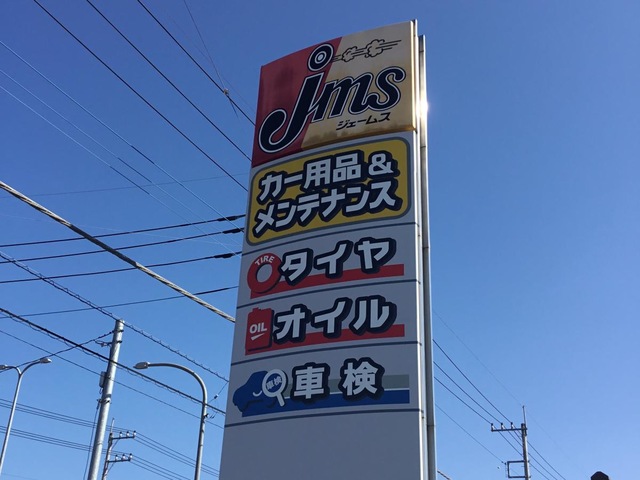 jms
ジェームス
カー用品&
メンテナンス
TIRE
タイヤ
OIL
オイル
車検